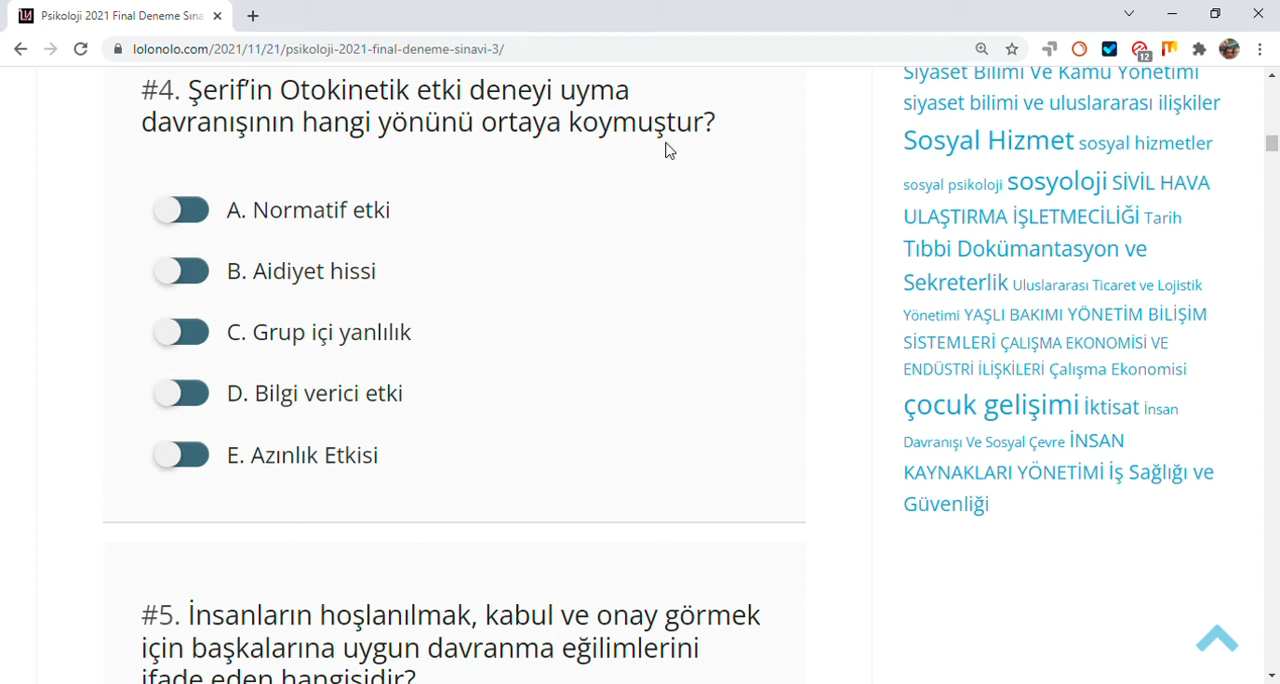 Psikoloji 2021 Final Deneme Sına
lolonolo.com/2021/11/21/psikoloji-2021-final-deneme-sinavi-3/
12
#4. Şerif'in Otokinetik etki deneyi uyma
davranışının hangi yönünü ortaya koymuştur?
A. Normatif etki
B. Aidiyet hissi
C. Grup içi yanlılık
D. Bilgi verici etki
E. Azınlık Etkisi
#5. İnsanların hoşlanılmak, kabul ve onay görmek
için başkalarına uygun davranma eğilimlerini
ifade eden hangisidir?
Siyaset Bilimi Ve Kamu Yönetimi
siyaset bilimi ve uluslararası ilişkiler
Sosyal Hizmet sosyal hizmetler
sosyal psikoloji sosyoloji SİVİL HAVA
ULAŞTIRMA İŞLETMECİLİĞİ Tarih
Tıbbi Dokümantasyon ve
Sekreterlik Uluslararası Ticaret ve Lojistik
Yönetimi YAŞLI BAKIMI YÖNETİM BİLİŞİM
SİSTEMLERİ ÇALIŞMA EKONOMİSİ VE
ENDÜSTRİ İLİŞKİLERİ Çalışma Ekonomisi
çocuk gelişimi İktisat İnsan
Davranışı Ve Sosyal Çevre İNSAN
KAYNAKLARI YÖNETİMİ İş Sağlığı ve
Güvenliği